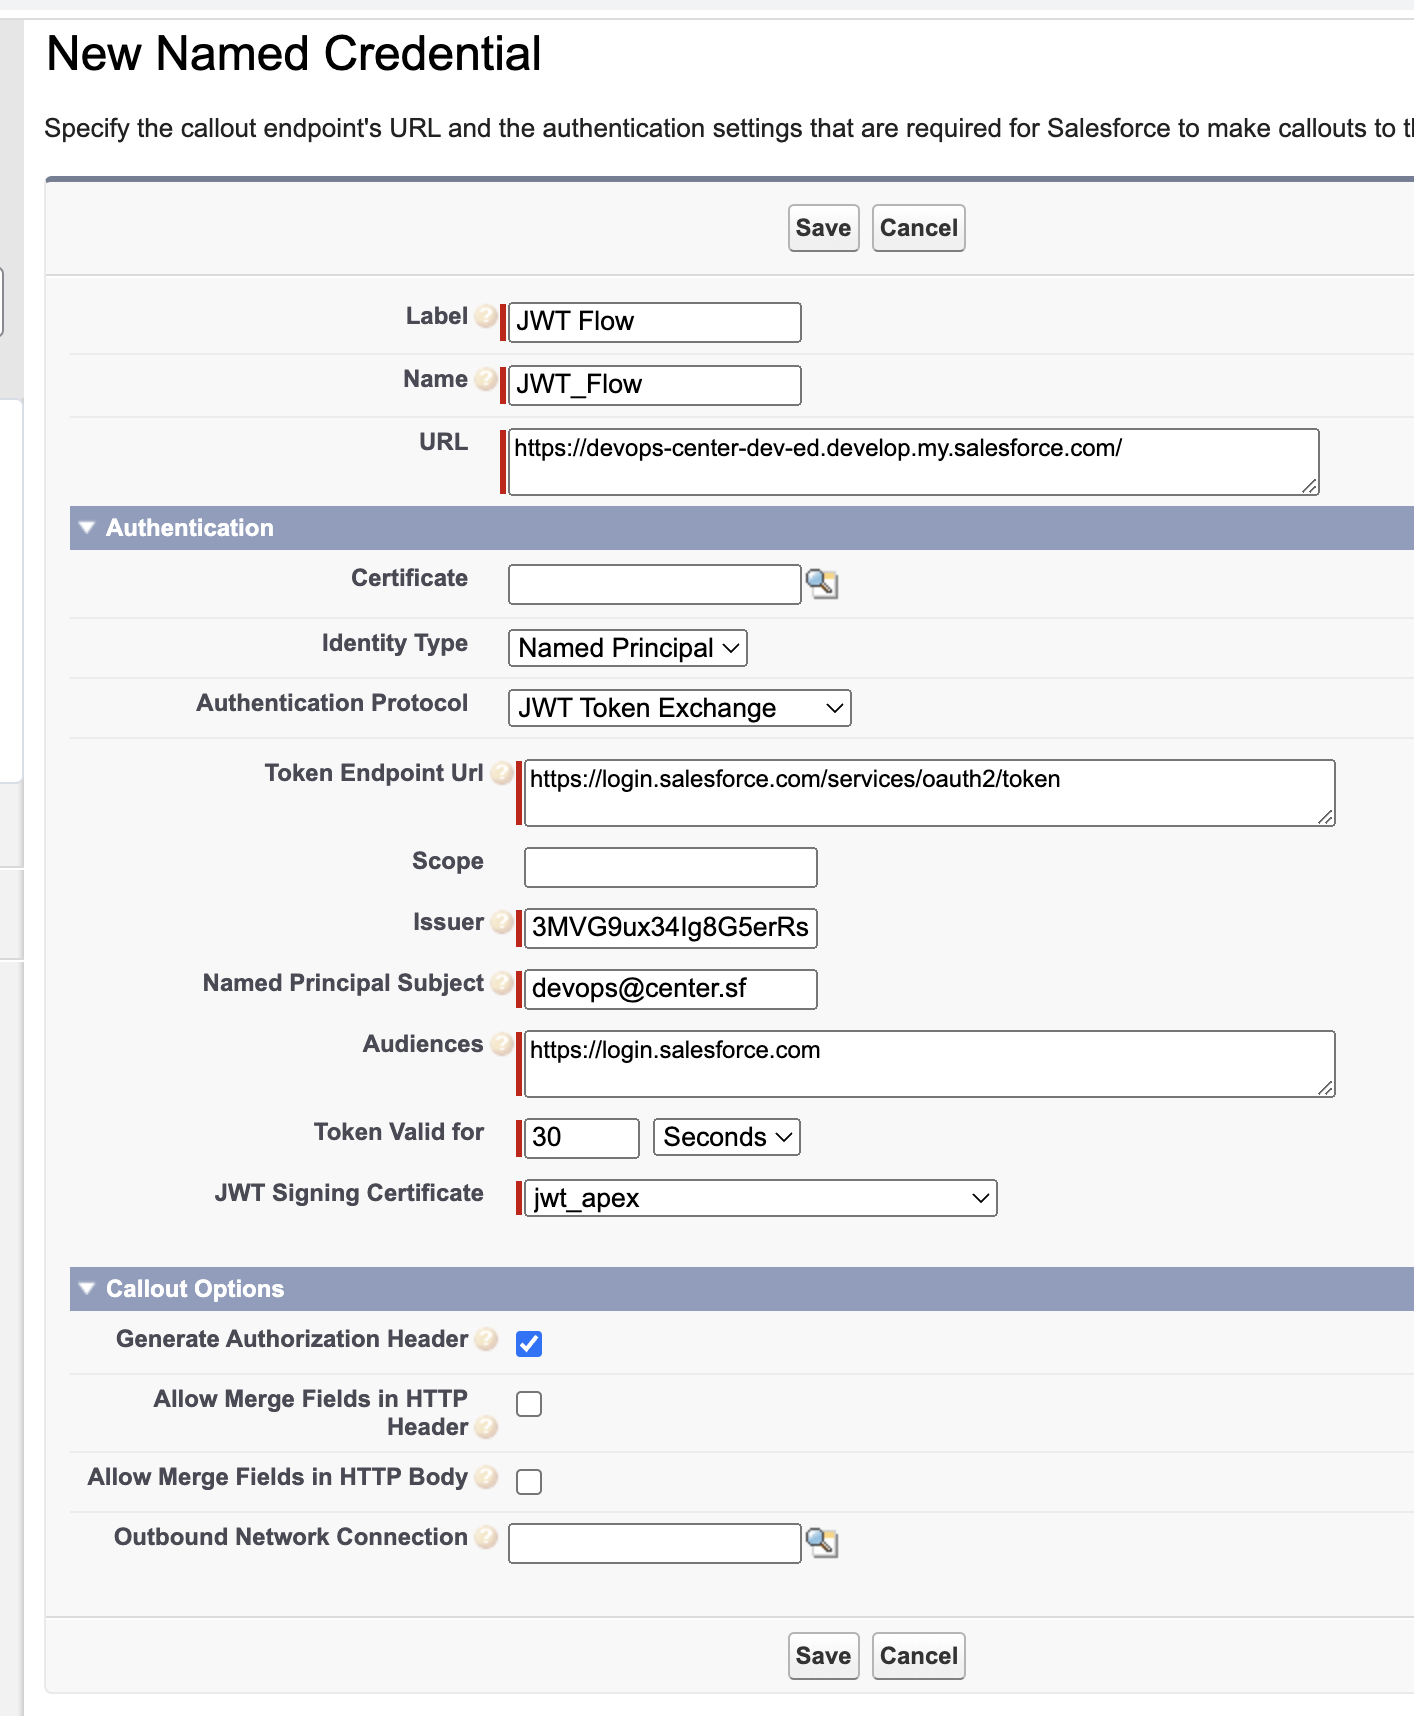 New Named Credential
Specify the callout endpoint's URL and the authentication settings that are required for Salesforce to make callouts to
Save Cancel
Label ? JWT Flow
Name ? JWT_Flow
URL https://devops-center-dev-ed.develop.my.salesforce.com/
Authentication
Certificate
Identity Type Named Principal
Authentication Protocol JWT Token Exchange
Token Endpoint Url ? https://login.salesforce.com/services/oauth2/token
Scope
Issuer ? 3MVG9ux34Ig8G5erRs
Named Principal Subject ? devops@center.sf
Audiences ? https://login.salesforce.com
Token Valid for 30 Seconds
JWT Signing Certificate jwt_apex
Callout Options
Generate Authorization Header ?
Allow Merge Fields in HTTP
Header ?
Allow Merge Fields in HTTP Body ?
Outbound Network Connection ?
Save Cancel